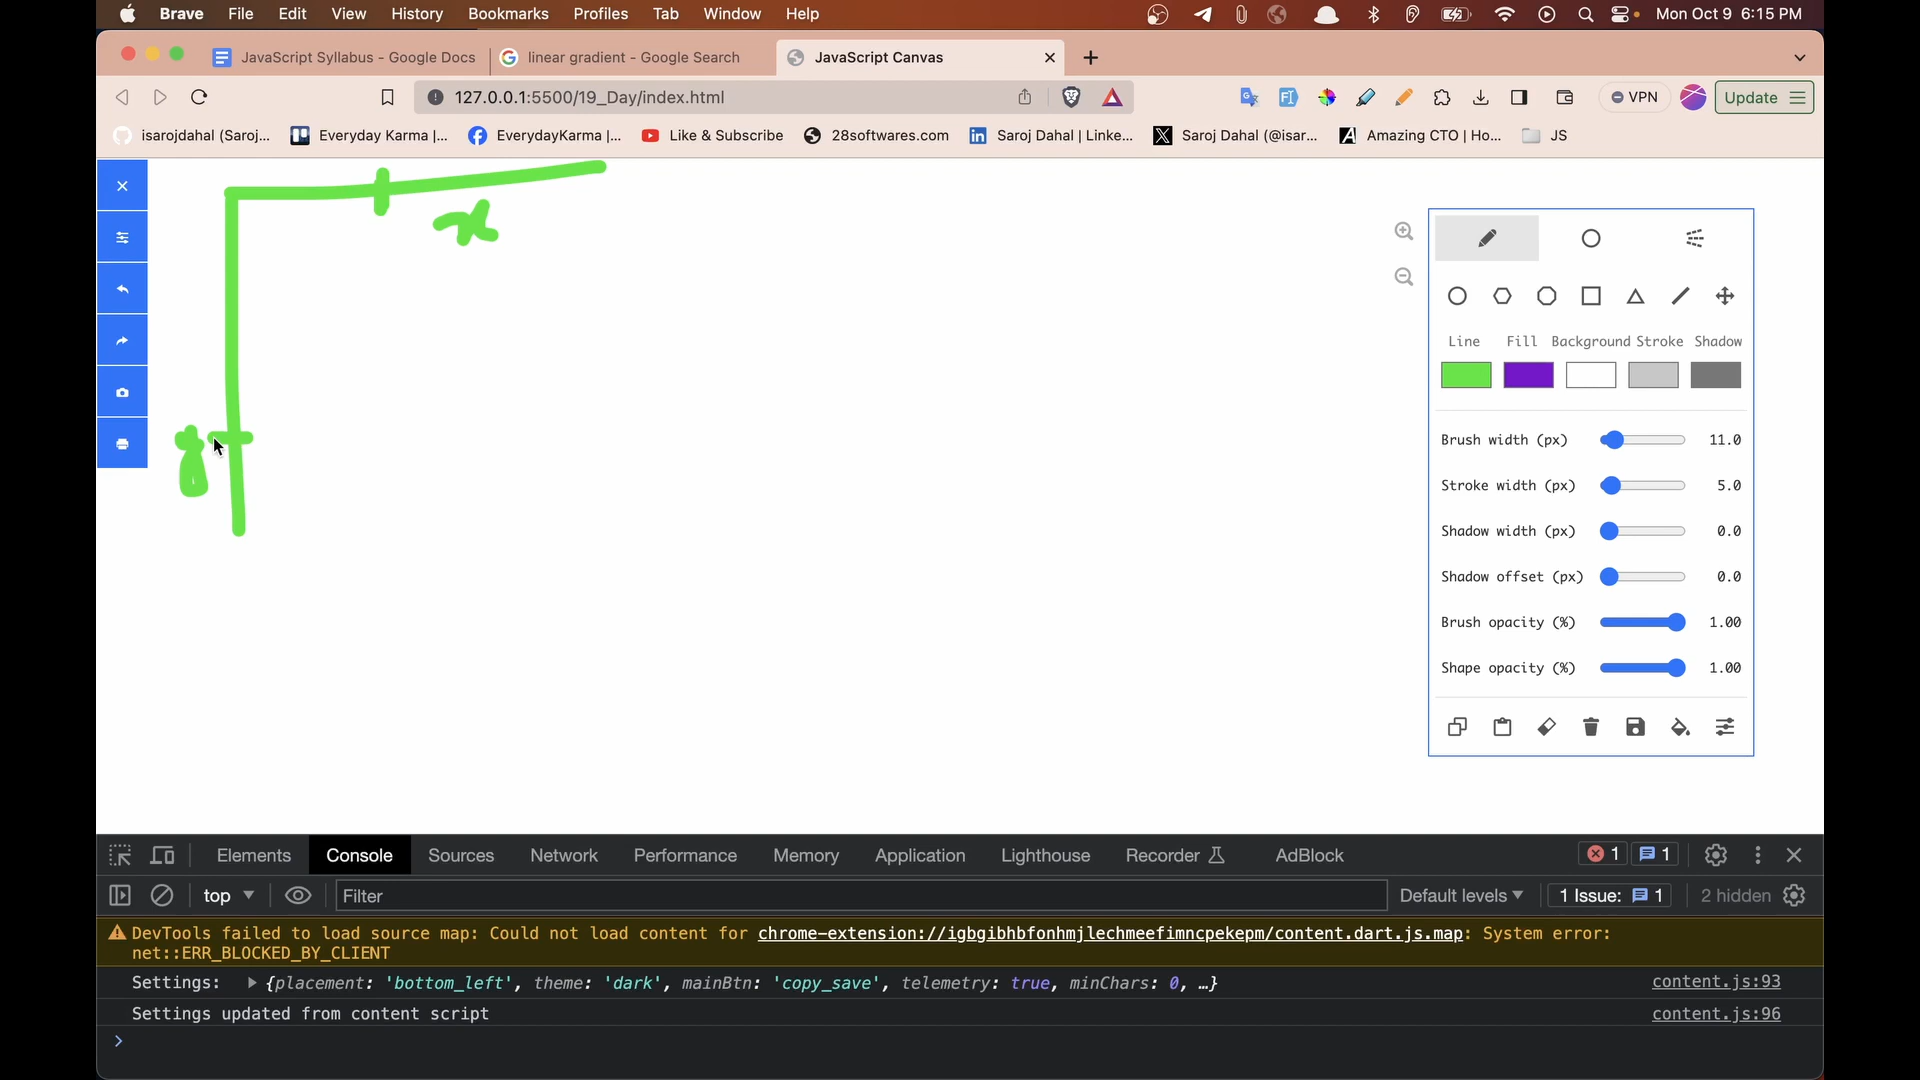 Brave File Edit View History Bookmarks Profiles Tab Window Help Mon Oct 9 6:15 PM
JavaScript Syllabus - Google Docs linear gradient - Google Search JavaScript Canvas
127.0.0.1:5500/19_Day/index.html VPN Update
isarojdahal (Saroj... Everyday Karma |... EverydayKarma |... Like & Subscribe 28softwares.com Saroj Dahal | Linke... Saroj Dahal (@isar... Amazing CTO | Ho... JS
x
Line Fill Background Stroke Shadow
Brush width (px) 11.0
Stroke width (px) 5.0
Shadow width (px) 0.0
Shadow offset (px) 0.0
Brush opacity (%) 1.00
Shape opacity (%) 1.00
Elements Console Sources Network Performance Memory Application Lighthouse Recorder AdBlock 1 1
top Filter Default levels 1 Issue: 1 2 hidden
DevTools failed to load source map: Could not load content for chrome-extension://igbgibhbfonhmjlechmeefimncpekepm/content.dart.js.map: System error:
net::ERR_BLOCKED_BY_CLIENT
Settings: {placement: 'bottom_left', theme: 'dark', mainBtn: 'copy_save', telemetry: true, minChars: 0, …} content.js:93
Settings updated from content script content.js:96